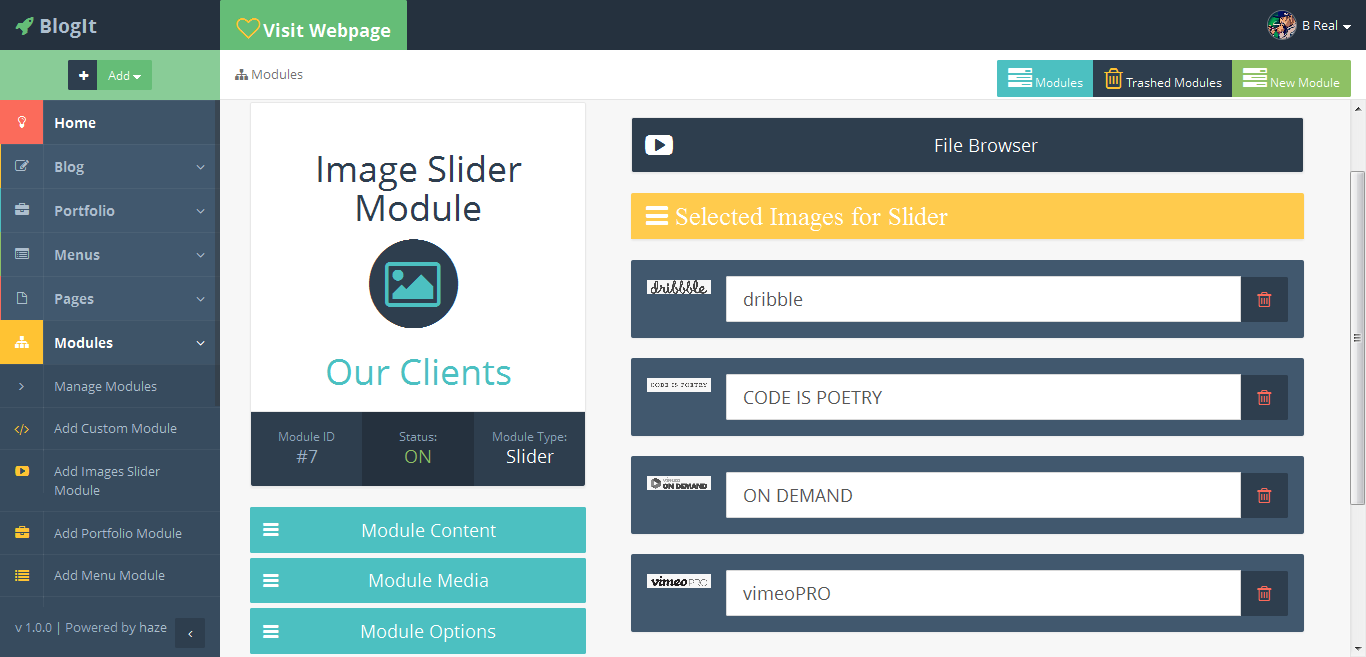 BlogIt
Visit Webpage
B Real
Add
Modules
Modules
Trashed Modules
New Module
Home
Blog
Portfolio
Menus
Pages
Modules
Manage Modules
Add Custom Module
Add Images Slider
Module
Add Portfolio Module
Add Menu Module
v 1.0.0 | Powered by haze
Image Slider
Module
Our Clients
Module ID
#7
Status:
ON
Module Type:
Slider
Module Content
Module Media
Module Options
File Browser
Selected Images for Slider
dribbble
dribble
CODE IS POETRY
CODE IS POETRY
vimeo
ON DEMAND
ON DEMAND
vimeo PRO
vimeoPRO